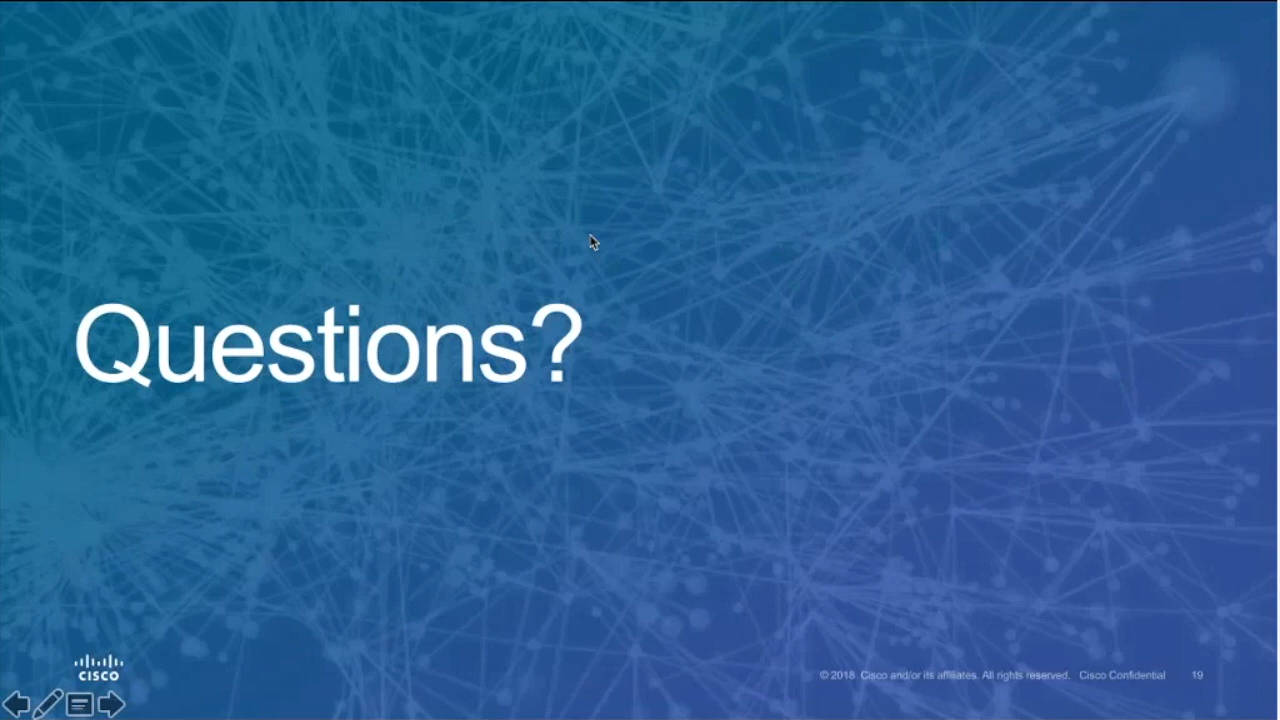 Questions?
CISCO
© 2018 Cisco and/or its affiliates. All rights reserved. Cisco Confidential 19